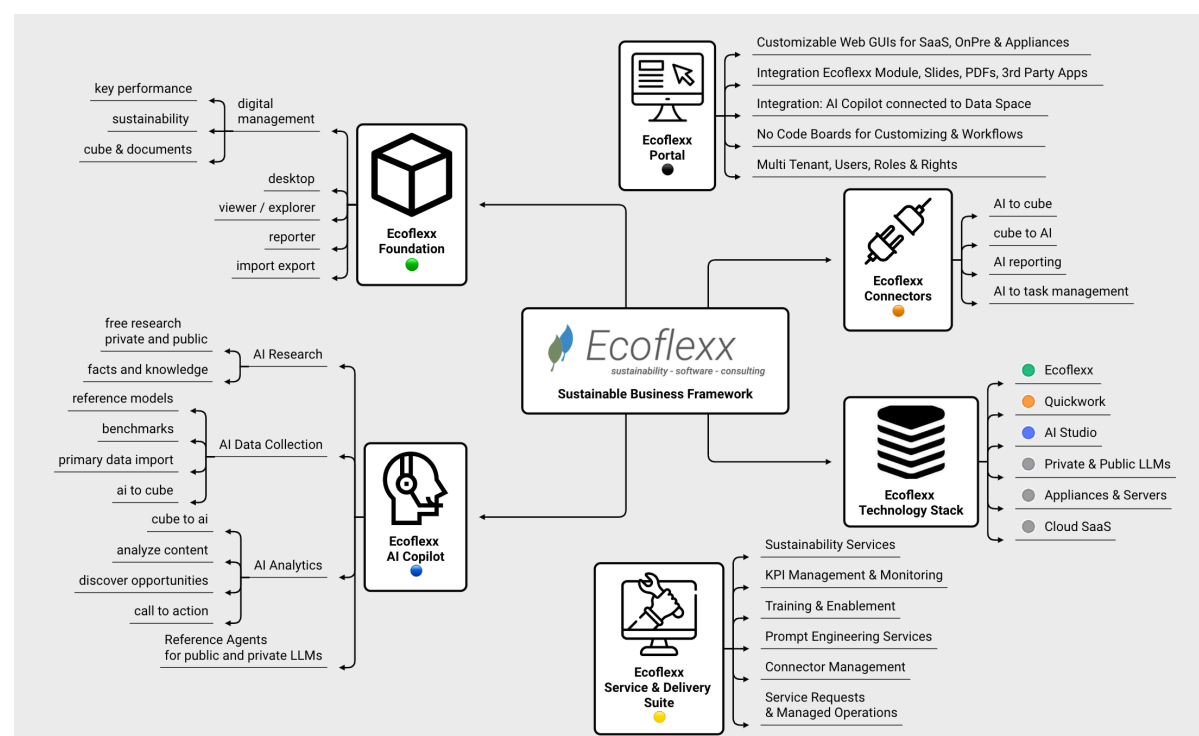 Customizable Web GUIs for SaaS, OnPre & Appliances
Integration Ecoflexx Module, Slides, PDFs, 3rd Party Apps
Integration: AI Copilot connected to Data Space
No Code Boards for Customizing & Workflows
Multi Tenant, Users, Roles & Rights
Ecoflexx
Portal
key performance
sustainability
cube & documents
digital
management
desktop
viewer / explorer
reporter
import export
Ecoflexx
Foundation
AI to cube
cube to AI
AI reporting
AI to task management
Ecoflexx
Connectors
Ecoflexx
sustainability - software - consulting
Sustainable Business Framework
free research
private and public
facts and knowledge
AI Research
reference models
benchmarks
primary data import
ai to cube
AI Data Collection
cube to ai
analyze content
discover opportunities
call to action
AI Analytics
Reference Agents
for public and private LLMs
Ecoflexx
AI Copilot
Ecoflexx
Technology Stack
Ecoflexx
Quickwork
AI Studio
Private & Public LLMs
Appliances & Servers
Cloud SaaS
Ecoflexx
Service & Delivery
Suite
Sustainability Services
KPI Management & Monitoring
Training & Enablement
Prompt Engineering Services
Connector Management
Service Requests
& Managed Operations